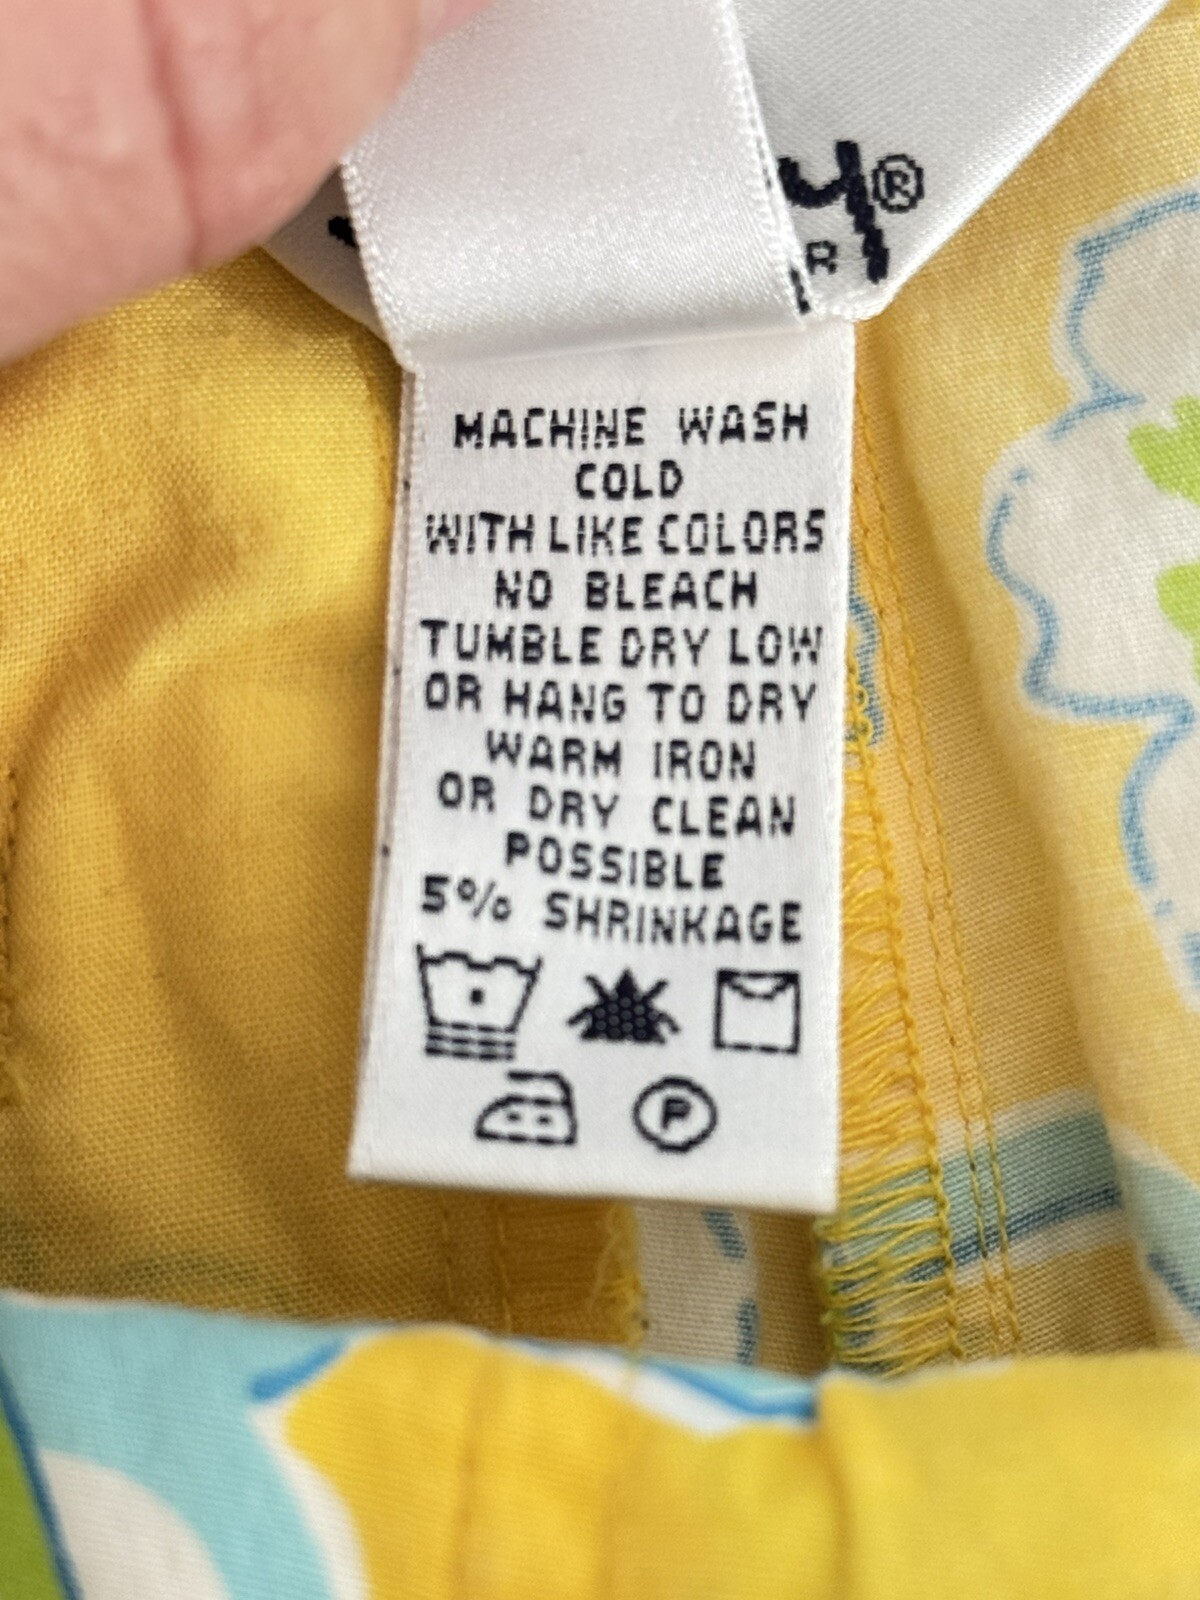 y®
R
MACHINE WASH
COLD
WITH LIKE COLORS
NO BLEACH
TUMBLE DRY LOW
OR HANG TO DRY
WARM IRON
OR DRY CLEAN
POSSIBLE
5% SHRINKAGE
P